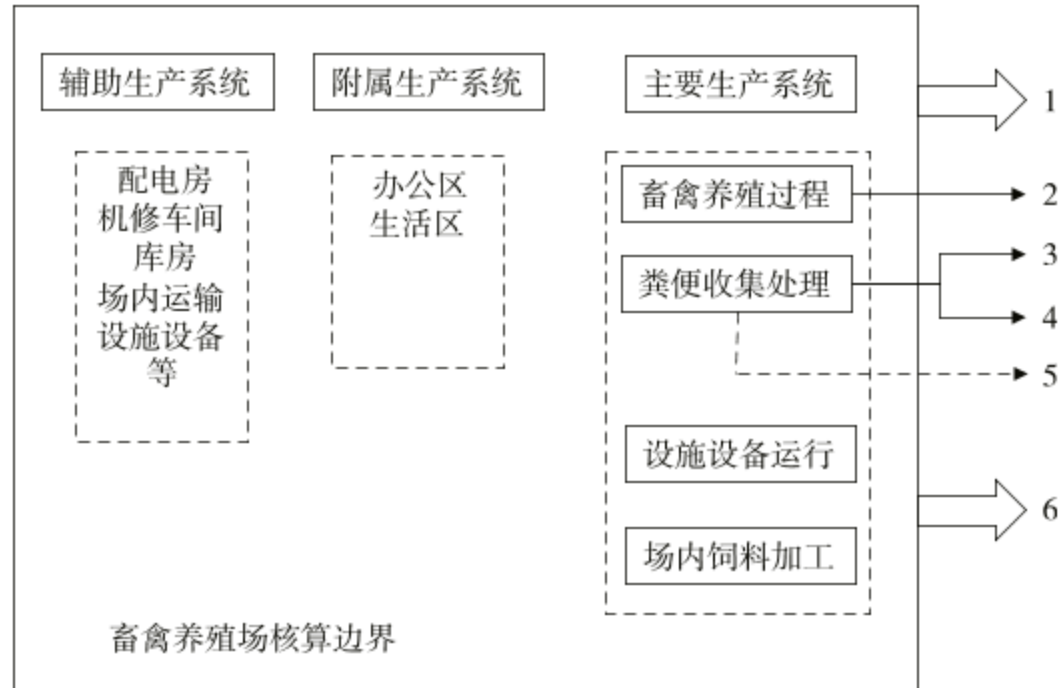 辅助生产系统
附属生产系统
主要生产系统
1
配电房
机修车间
库房
场内运输
设施设备
等
办公区
生活区
畜禽养殖过程
2
粪便收集处理
3
4
5
设施设备运行
6
场内饲料加工
畜禽养殖场核算边界